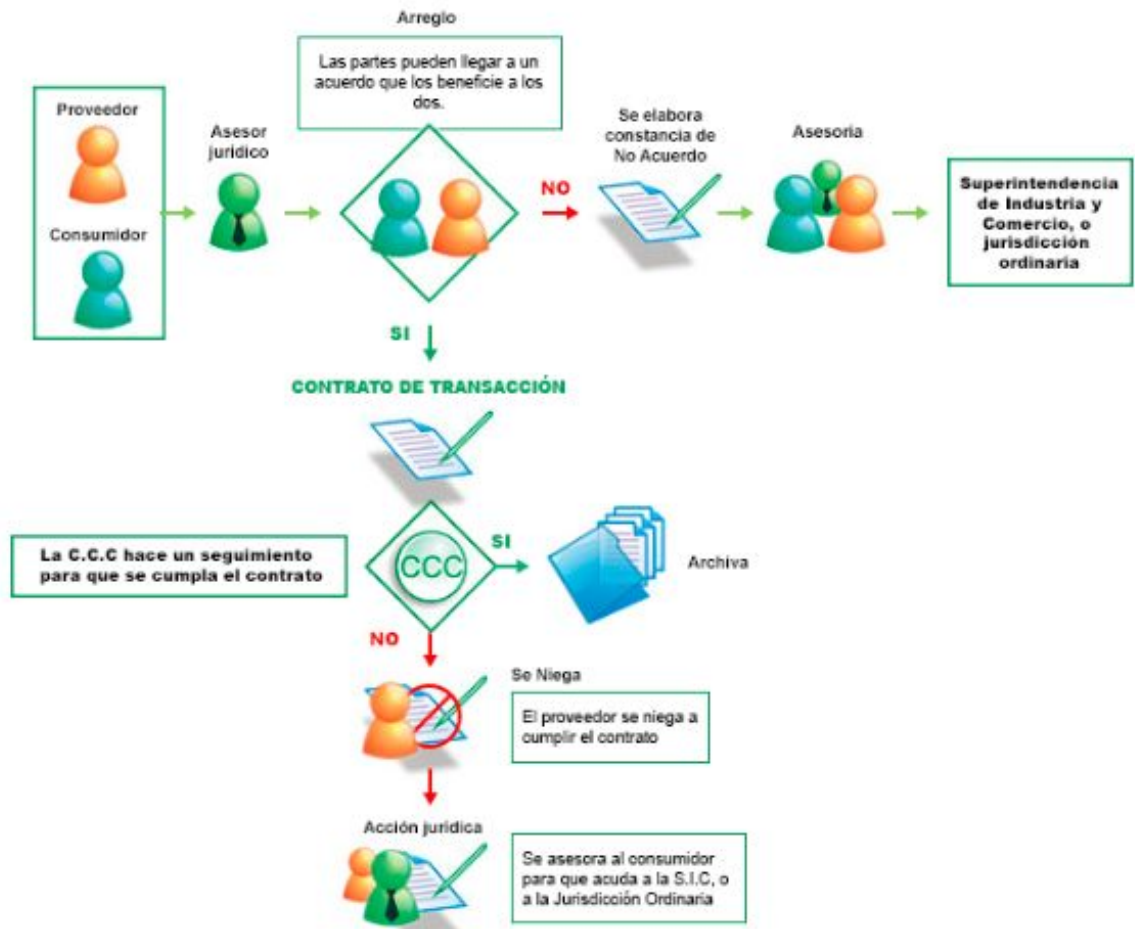 Arreglo
Las partes pueden llegar a un
acuerdo que los beneficie a los
dos.
Proveedor
Consumidor
Asesor
jurídico
NO
Se elabora
constancia de
No Acuerdo
Asesoria
Superintendencia
de Industria y
Comercio, o
jurisdicción
ordinaria
SI
CONTRATO DE TRANSACCIÓN
La C.C.C hace un seguimiento
para que se cumpla el contrato
CCC
SI
Archiva
NO
Se Niega
El proveedor se niega a
cumplir el contrato
Acción jurídica
Se asesora al consumidor
para que acuda a la S.I.C, o
a la Jurisdicción Ordinaria